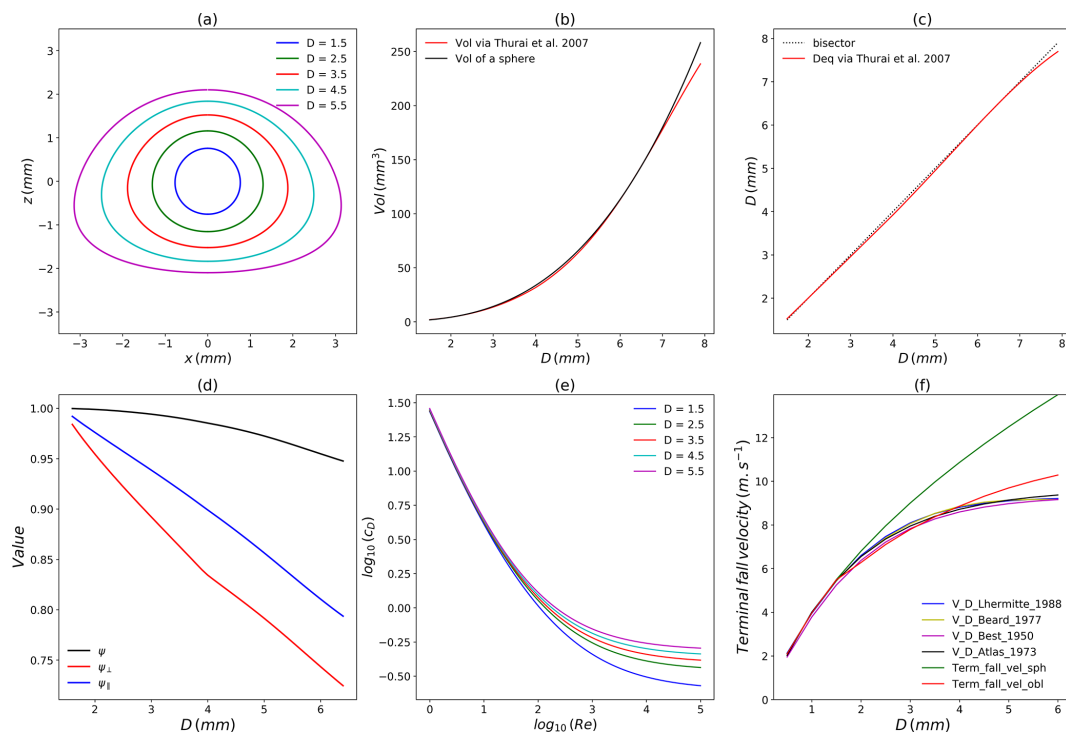 (a)
D = 1.5
D = 2.5
D = 3.5
D = 4.5
D = 5.5
3
2
1
0
−1
−2
−3
z (mm)
−3 −2 −1 0 1 2 3
x (mm)
(b)
Vol via Thurai et al. 2007
Vol of a sphere
250
200
150
100
50
0
Vol (mm³)
2 3 4 5 6 7 8
D (mm)
(c)
bisector
Deq via Thurai et al. 2007
8
7
6
5
4
3
2
D (mm)
2 3 4 5 6 7 8
D (mm)
(d)
1.00
0.95
0.90
0.85
0.80
0.75
Value
ψ
ψ⊥
ψ∥
2 3 4 5 6
D (mm)
(e)
D = 1.5
D = 2.5
D = 3.5
D = 4.5
D = 5.5
1.50
1.25
1.00
0.75
0.50
0.25
0.00
−0.25
−0.50
log₁₀ (c_D)
0 1 2 3 4 5
log₁₀ (Re)
(f)
12
10
8
6
4
2
0
Terminal fall velocity (m. s⁻¹)
V_D_Lhermitte_1988
V_D_Beard_1977
V_D_Best_1950
V_D_Atlas_1973
Term_fall_vel_sph
Term_fall_vel_obl
1 2 3 4 5 6
D (mm)